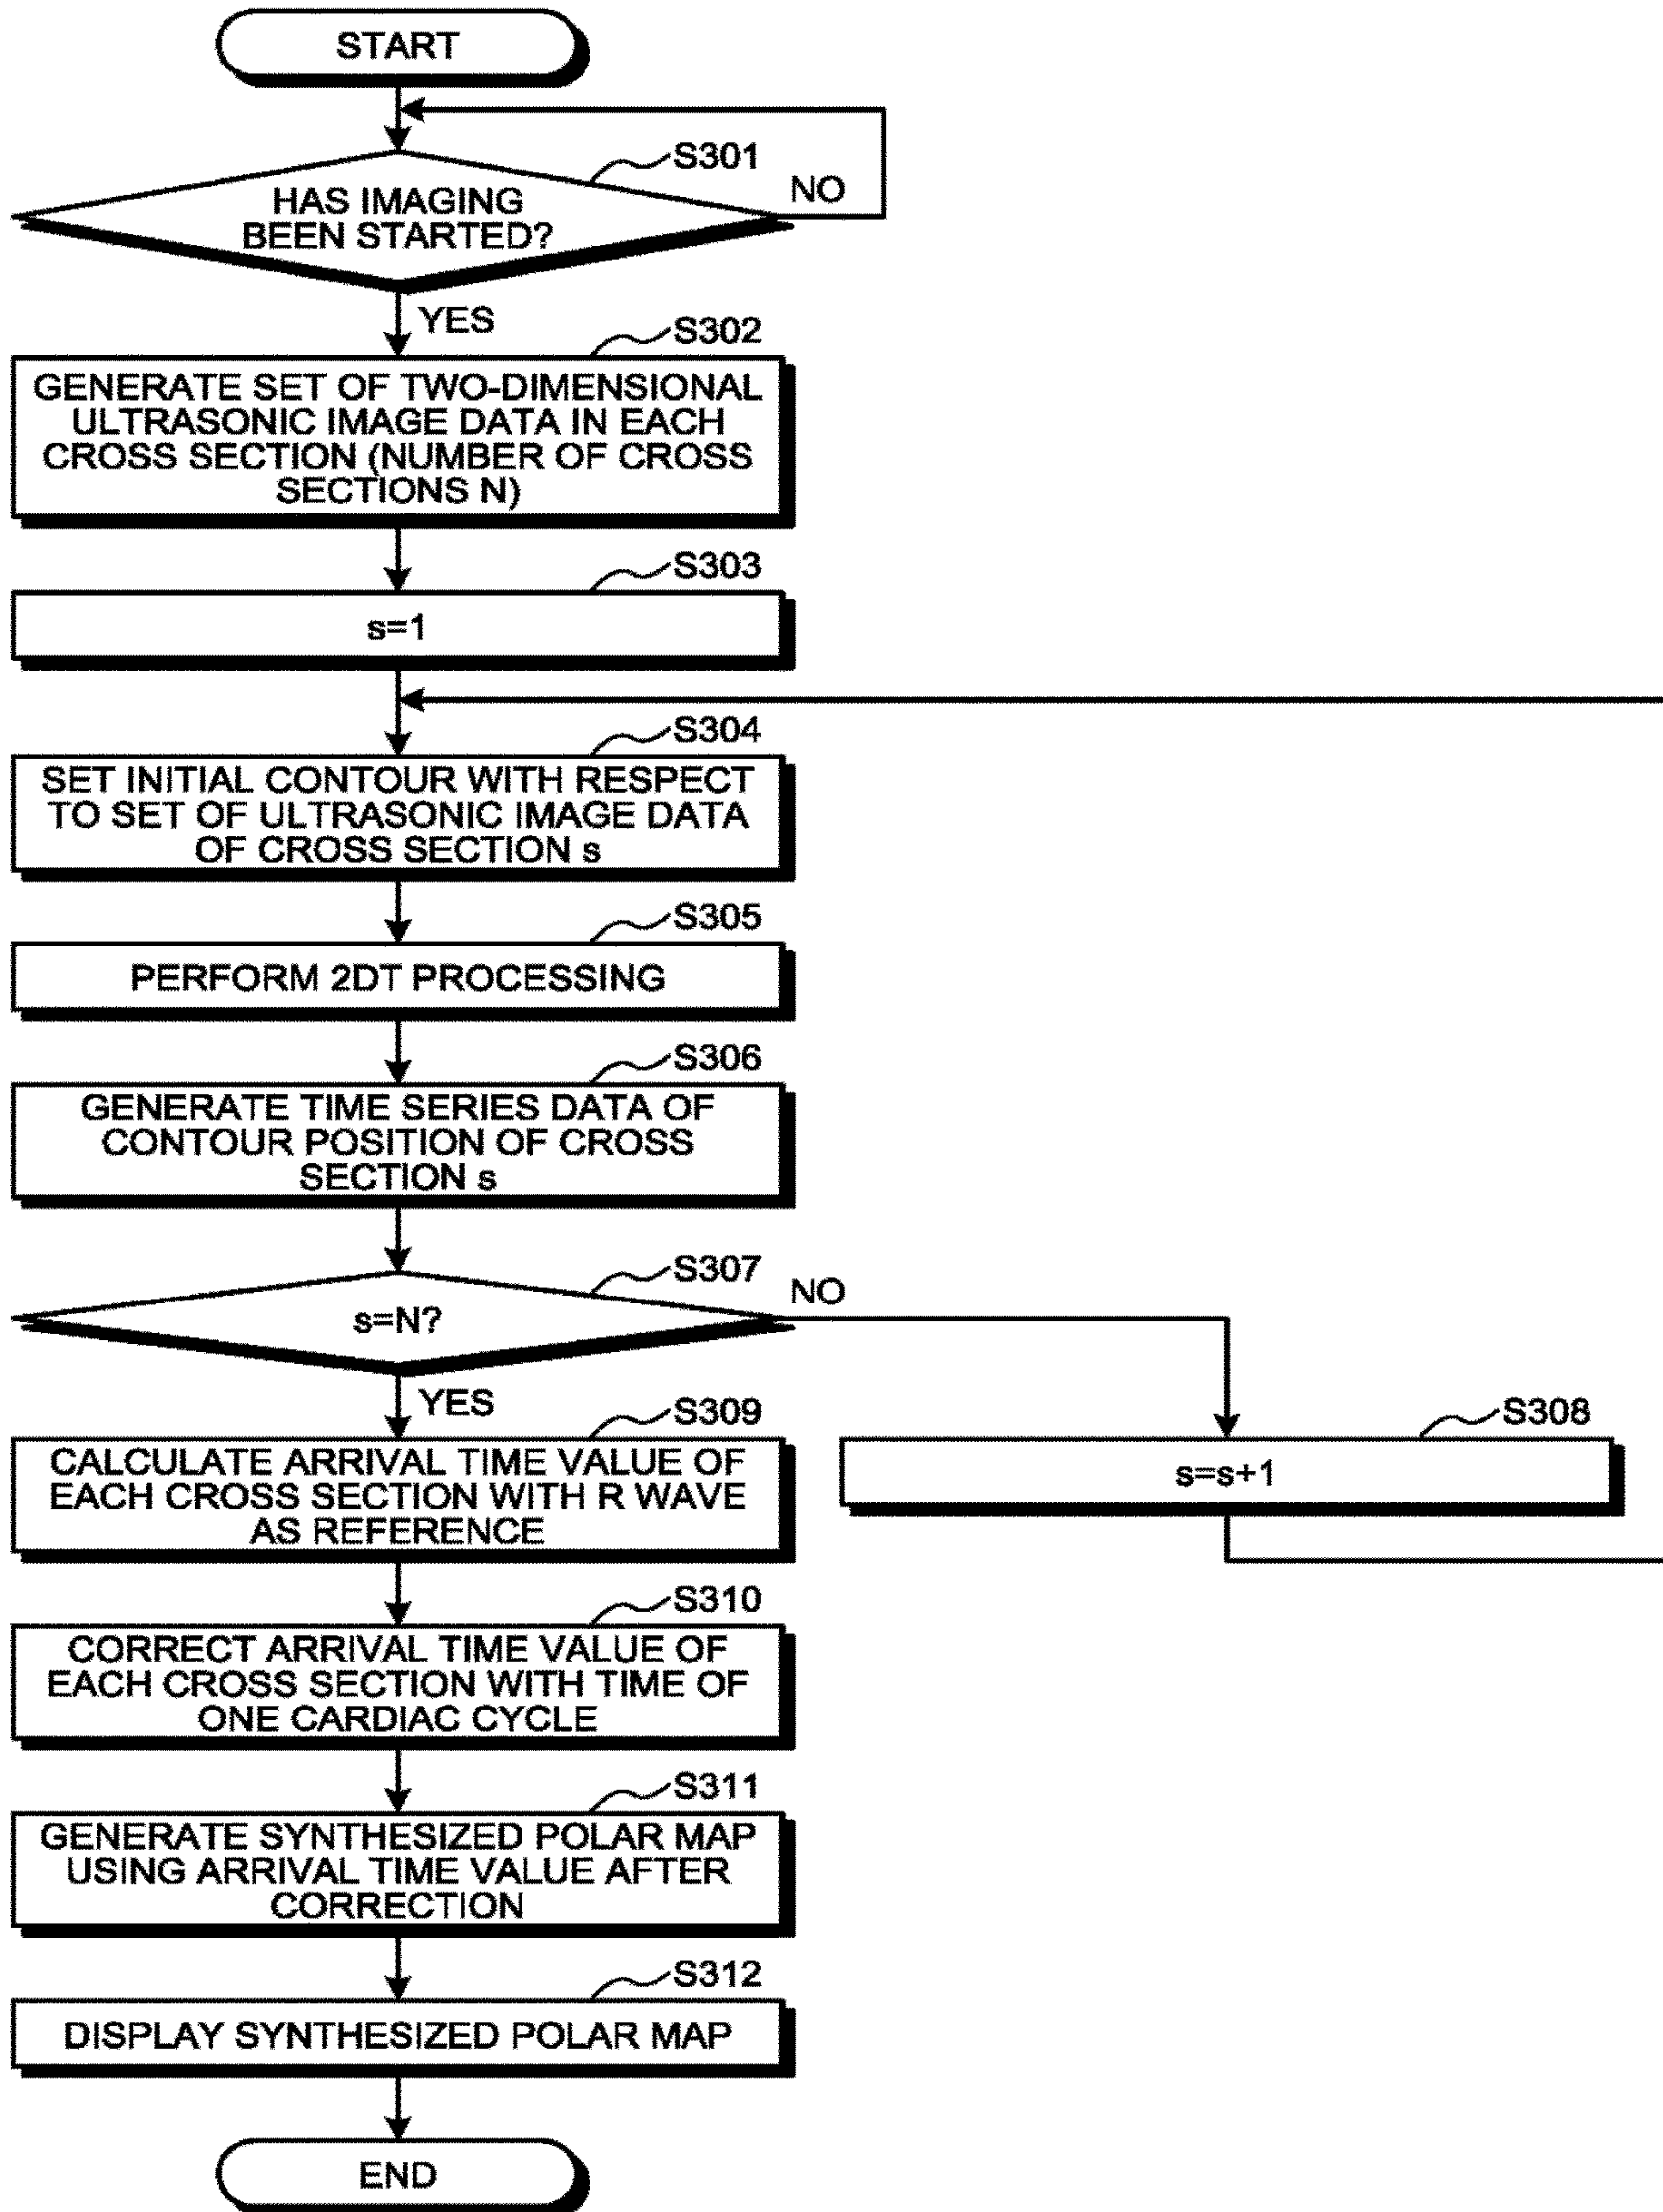 START
S301
HAS IMAGING
BEEN STARTED?
NO
YES
S302
GENERATE SET OF TWO-DIMENSIONAL
ULTRASONIC IMAGE DATA IN EACH
CROSS SECTION (NUMBER OF CROSS
SECTIONS N)
S303
s=1
S304
SET INITIAL CONTOUR WITH RESPECT
TO SET OF ULTRASONIC IMAGE DATA
OF CROSS SECTION s
S305
PERFORM 2DT PROCESSING
S306
GENERATE TIME SERIES DATA OF
CONTOUR POSITION OF CROSS
SECTION s
S307
s=N?
NO
YES
S309
CALCULATE ARRIVAL TIME VALUE OF
EACH CROSS SECTION WITH R WAVE
AS REFERENCE
S308
s=s+1
S310
CORRECT ARRIVAL TIME VALUE OF
EACH CROSS SECTION WITH TIME OF
ONE CARDIAC CYCLE
S311
GENERATE SYNTHESIZED POLAR MAP
USING ARRIVAL TIME VALUE AFTER
CORRECTION
S312
DISPLAY SYNTHESIZED POLAR MAP
END